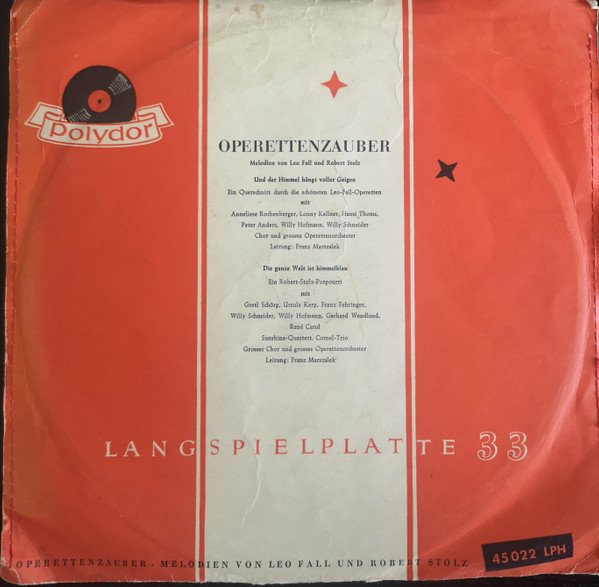 polydor
OPERETTENZAUBER
Melodien von Leo Fall und Robert Stolz
Und der Himmel hängt voller Geigen
Ein Querschnitt durch die schönsten Leo-Fall-Operetten
mit
Anneliese Rothenberger, Lonny Kellner, Hansi Thoms,
Peter Anders, Willy Hofmann, Willy Schneider
Chor und grosses Operettenorchester
Leitung: Franz Marszalek
Die ganze Welt ist himmelblau
Ein Robert-Stolz-Potpourri
mit
Gretl Schörg, Ursula Kerp, Franz Fehringer,
Willy Schneider, Willy Hofmann, Gerhard Wendland,
René Carol
Sunshine-Quartett, Cornel-Trio
Grosser Chor und grosses Operettenorchester
Leitung: Franz Marszalek
LANGSPIELPLATTE 33
45022 LPH
OPERETTENZAUBER · MELODIEN VON LEO FALL UND ROBERT STOLZ